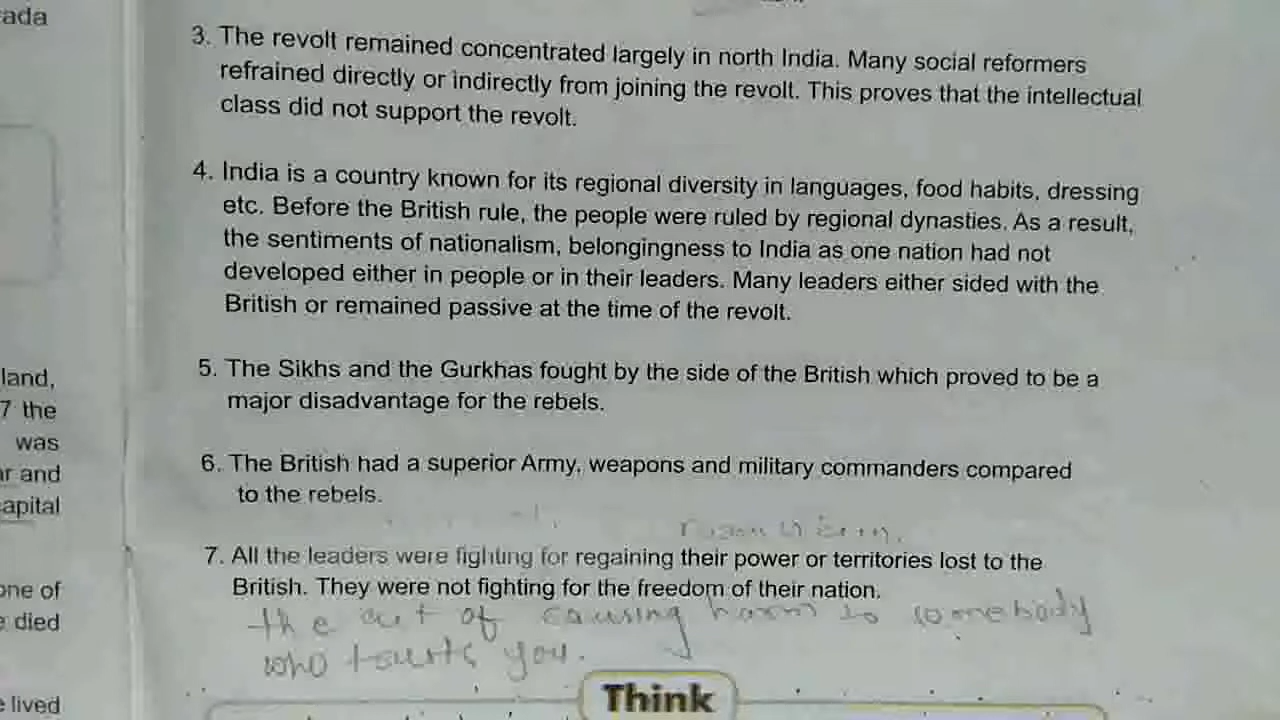 ada
3. The revolt remained concentrated largely in north India. Many social reformers
refrained directly or indirectly from joining the revolt. This proves that the intellectual
class did not support the revolt.
4. India is a country known for its regional diversity in languages, food habits, dressing
etc. Before the British rule, the people were ruled by regional dynasties. As a result,
the sentiments of nationalism, belongingness to India as one nation had not
developed either in people or in their leaders. Many leaders either sided with the
British or remained passive at the time of the revolt.
5. The Sikhs and the Gurkhas fought by the side of the British which proved to be a
major disadvantage for the rebels.
6. The British had a superior Army, weapons and military commanders compared
to the rebels.
7. All the leaders were fighting for regaining their power or territories lost to the
British. They were not fighting for the freedom of their nation.
the act of causing harm to somebody
who you.
Think
land,
7 the
was
r and
apital
one of
died
lived